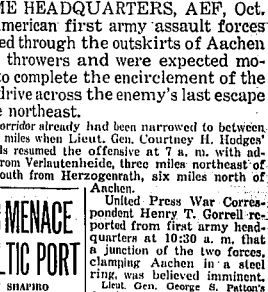 ME HEADQUARTERS, AEF, Oct.
american first army assault forces
ed through the outskirts of Aachen
throwers and were expected mo-
to complete the encirclement of the
drive across the enemy's last escape
e northeast.
corridor already had been narrowed to between
miles when Lieut. Gen. Courtney H. Hodges'
ls resumed the offensive at 7 a. m. with ad-
rom Verlautenheide, three miles northeast of
outh from Herzogenrath, six miles north of
Aachen.
United Press War Corres-
pondent Henry T. Gorrell re-
ported from first army head-
quarters at 10:30 a. m. that
a junction of the two forces,
clamping Aachen in a steel
ring, was believed imminent.
Lieut. Gen. George S. Patton's
MENACE
TIC PORT
SHAPIRO